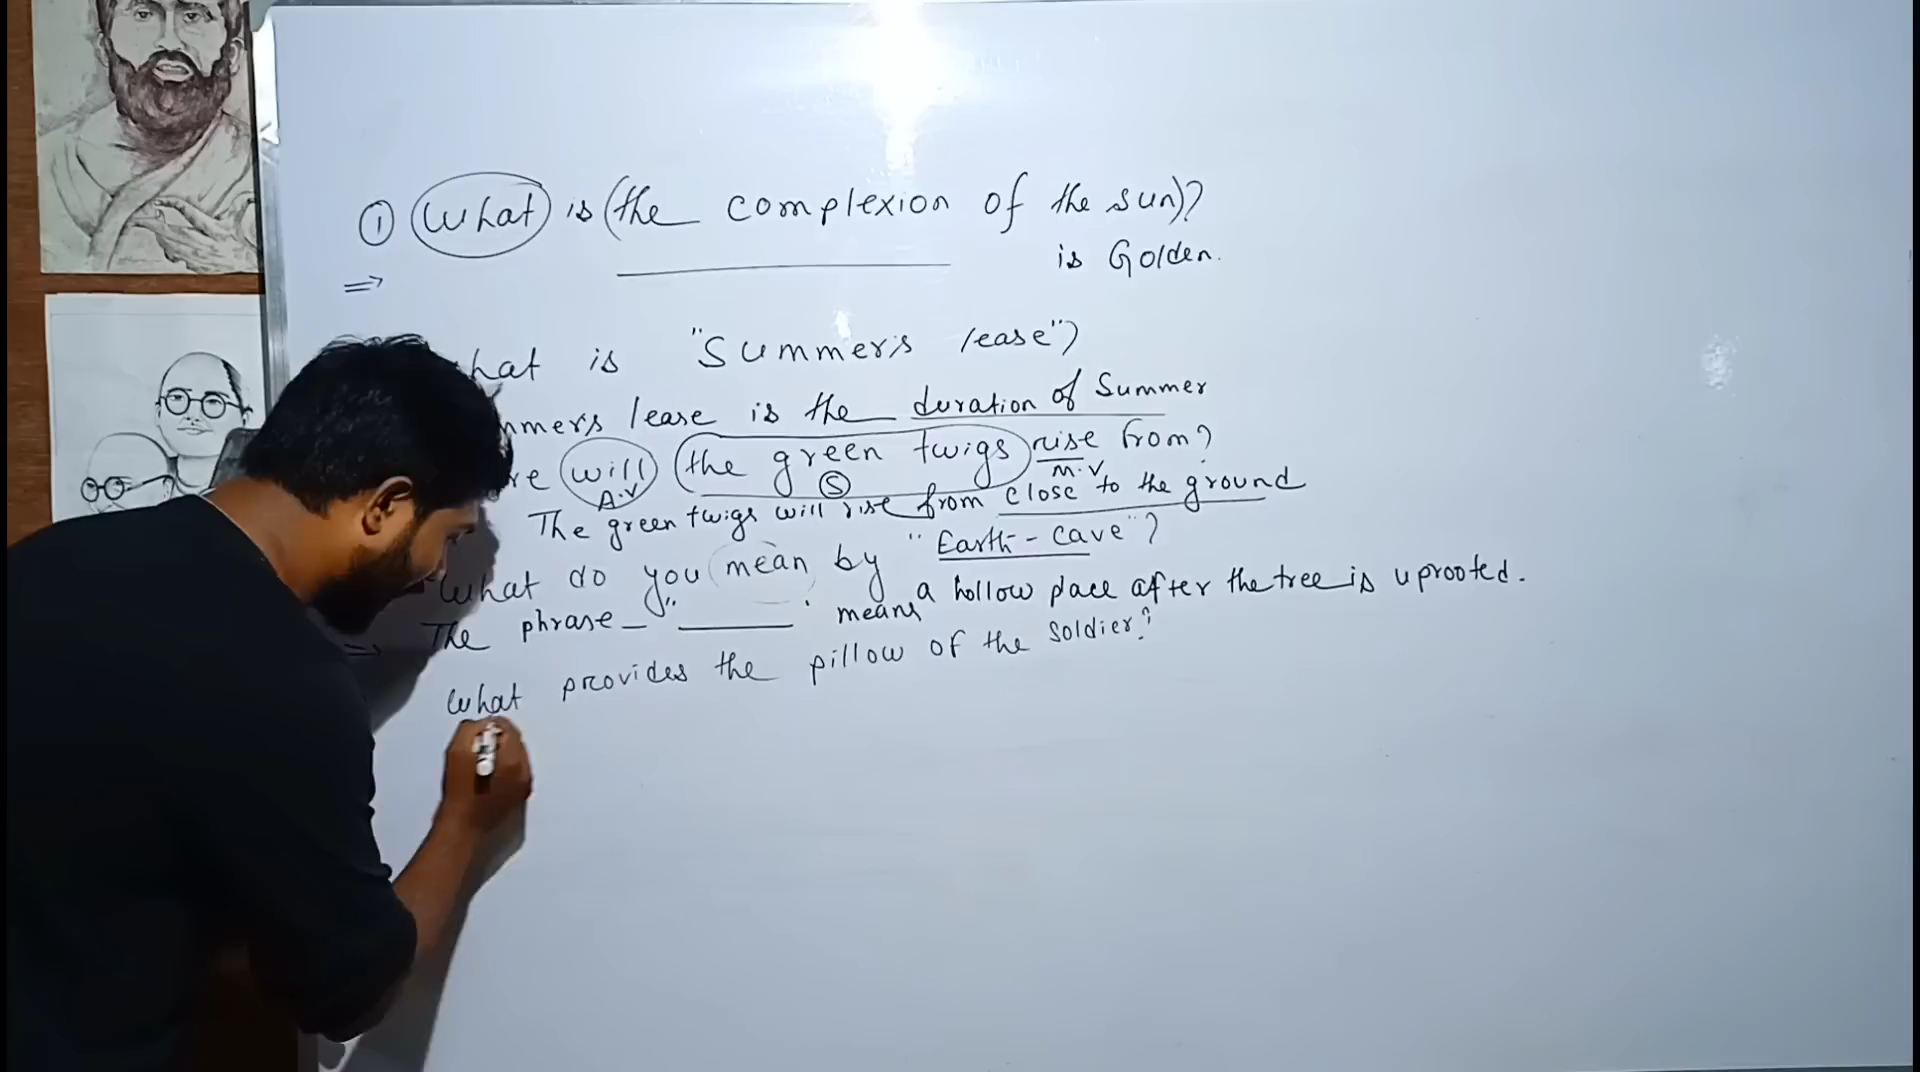 ① What is (the complexion of the sun)?
⇒ ______ is Golden.
hat is "Summer's lease"?
mmer's lease is the duration of Summer
re will (the green twigs) rise from?
A.V S M.V
The green twigs will rise from close to the ground
What do you (mean by "Earth-cave"?
⇒ The phrase "______" means a hollow place after the tree is uprooted.
What provides the pillow of the soldier?